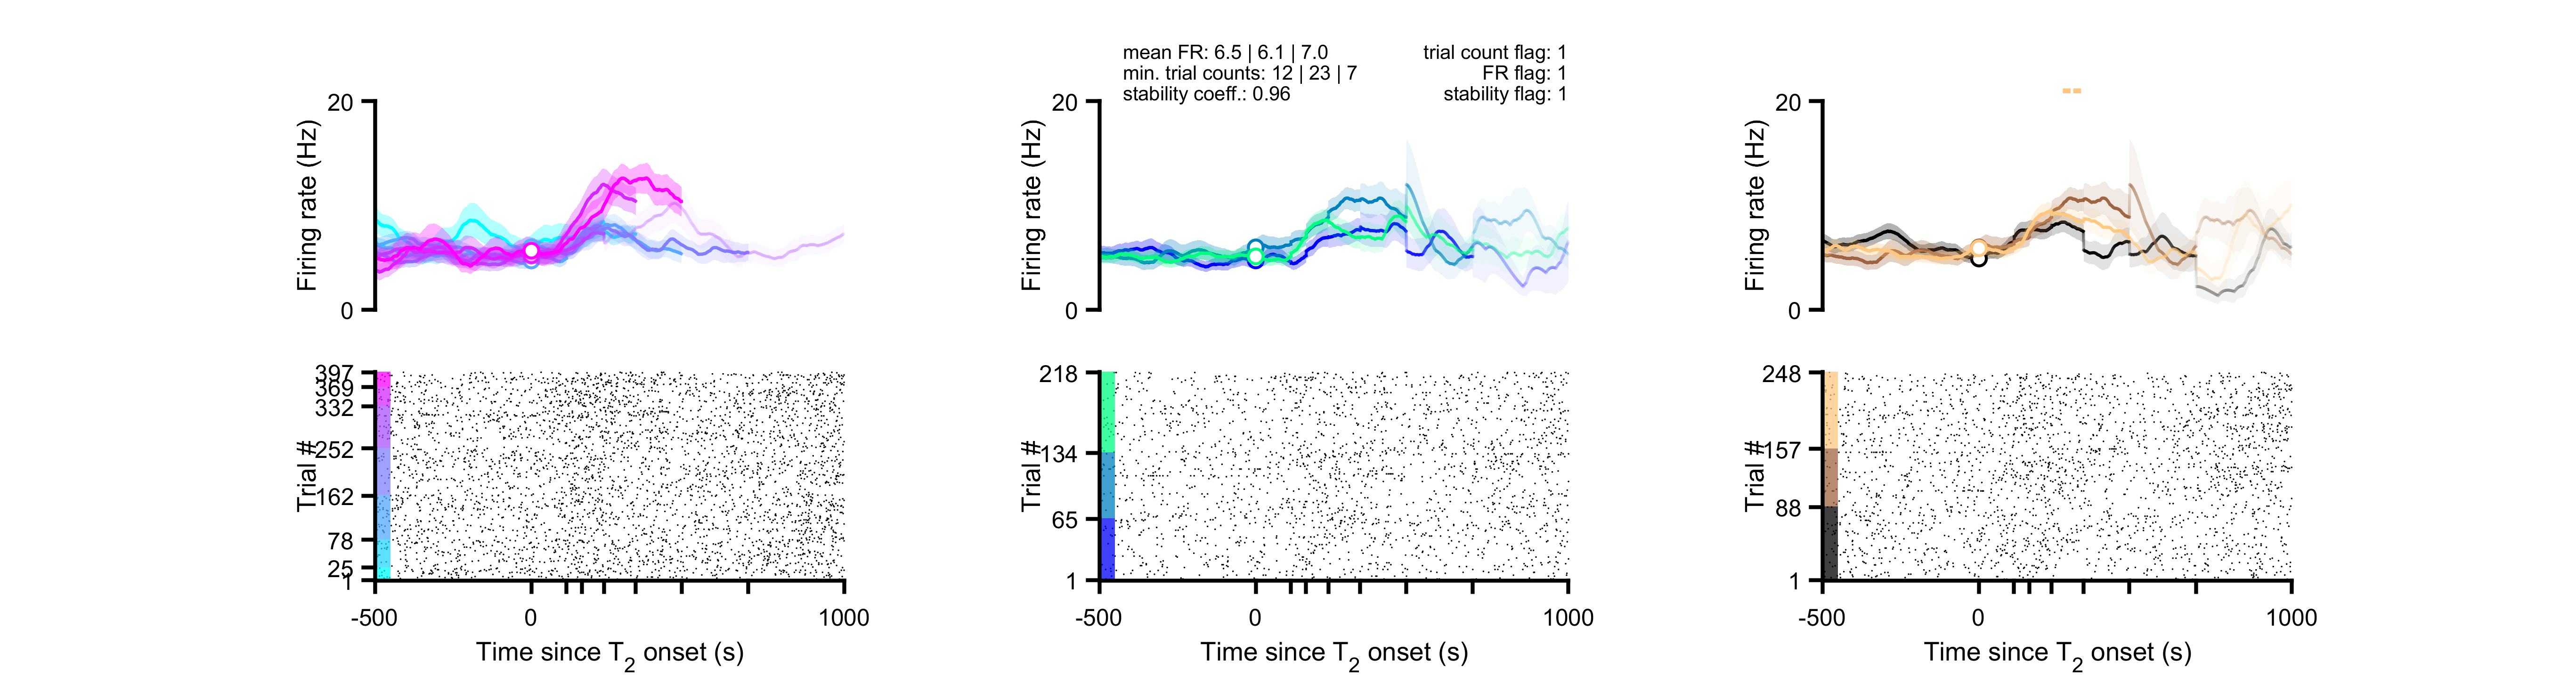 mean FR: 6.5 | 6.1 | 7.0
min. trial counts: 12 | 23 | 7
stability coeff.: 0.96
trial count flag: 1
FR flag: 1
stability flag: 1
20
Firing rate (Hz)
0
20
Firing rate (Hz)
0
20
Firing rate (Hz)
0
397
369
332
252
162
78
25
1
Trial #
-500
0
1000
Time since T2 onset (s)
218
134
65
1
Trial #
-500
0
1000
Time since T2 onset (s)
248
157
88
1
Trial #
-500
0
1000
Time since T2 onset (s)